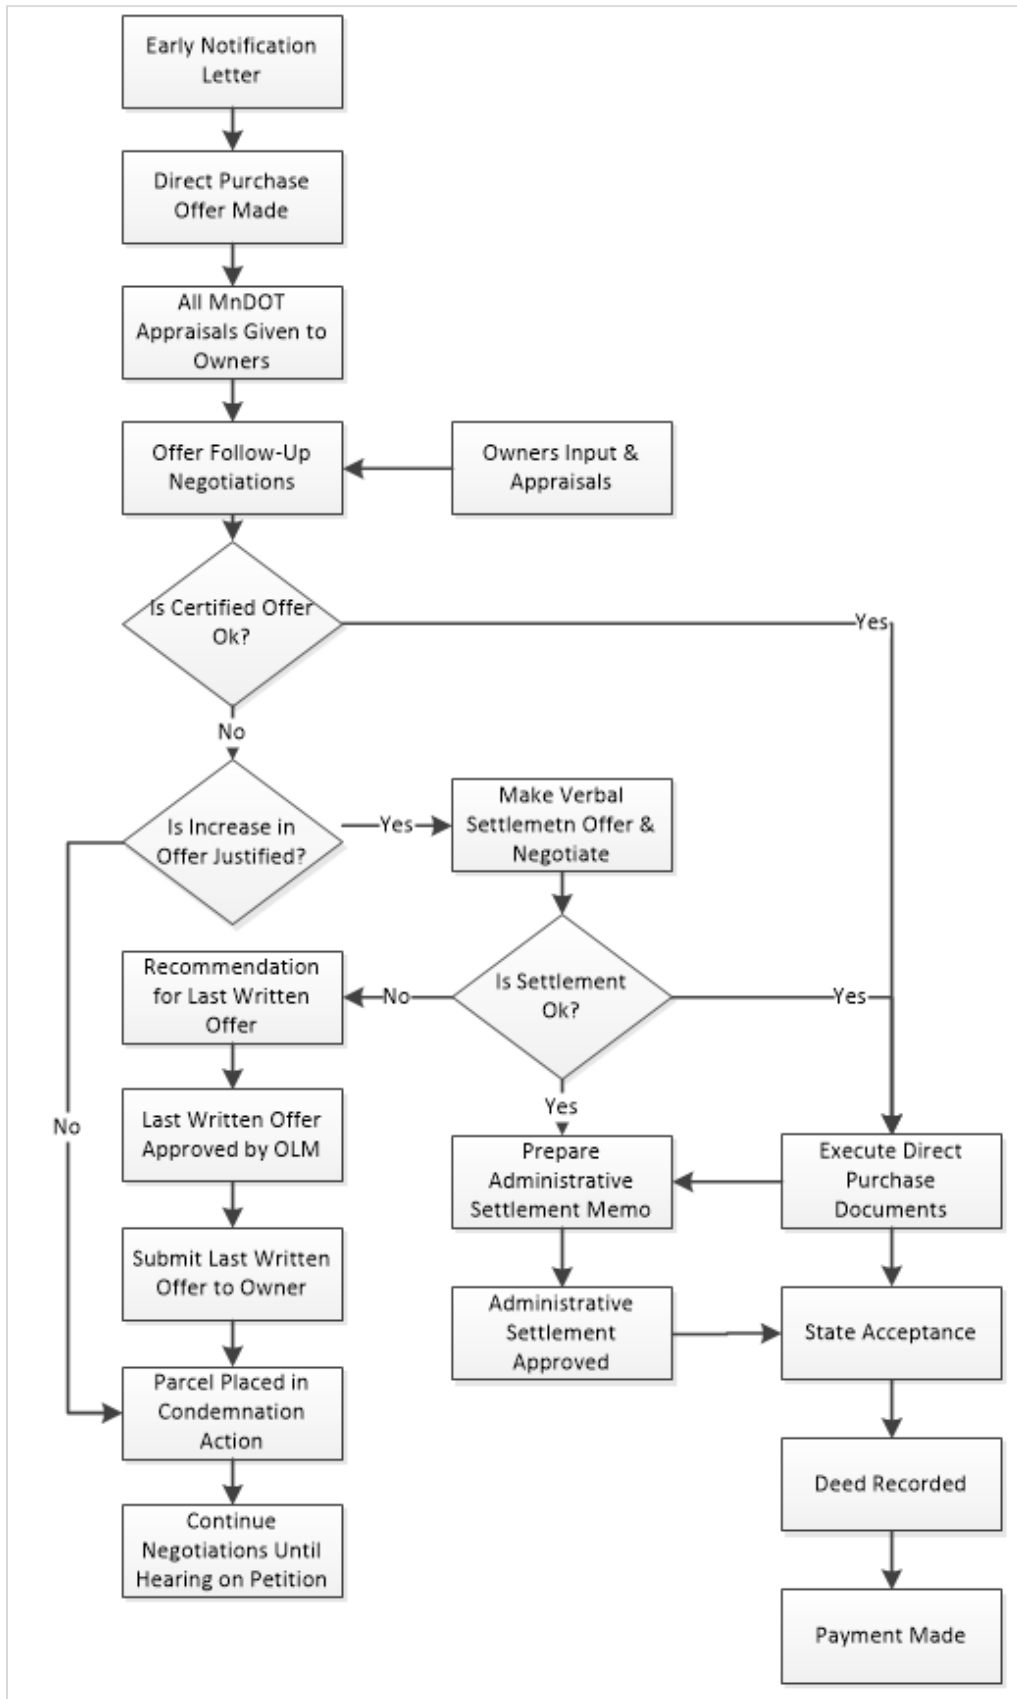 Early Notification
Letter
Direct Purchase
Offer Made
All MnDOT
Appraisals Given to
Owners
Offer Follow-Up
Negotiations
Owners Input &
Appraisals
Is Certified Offer
Ok?
Yes
No
Is Increase in
Offer Justified?
Yes
Make Verbal
Settlemetn Offer &
Negotiate
Recommendation
for Last Written
Offer
No
Is Settlement
Ok?
Yes
No
Last Written Offer
Approved by OLM
Yes
Prepare
Administrative
Settlement Memo
Execute Direct
Purchase
Documents
Submit Last Written
Offer to Owner
Administrative
Settlement
Approved
State Acceptance
Parcel Placed in
Condemnation
Action
Deed Recorded
Continue
Negotiations Until
Hearing on Petition
Payment Made